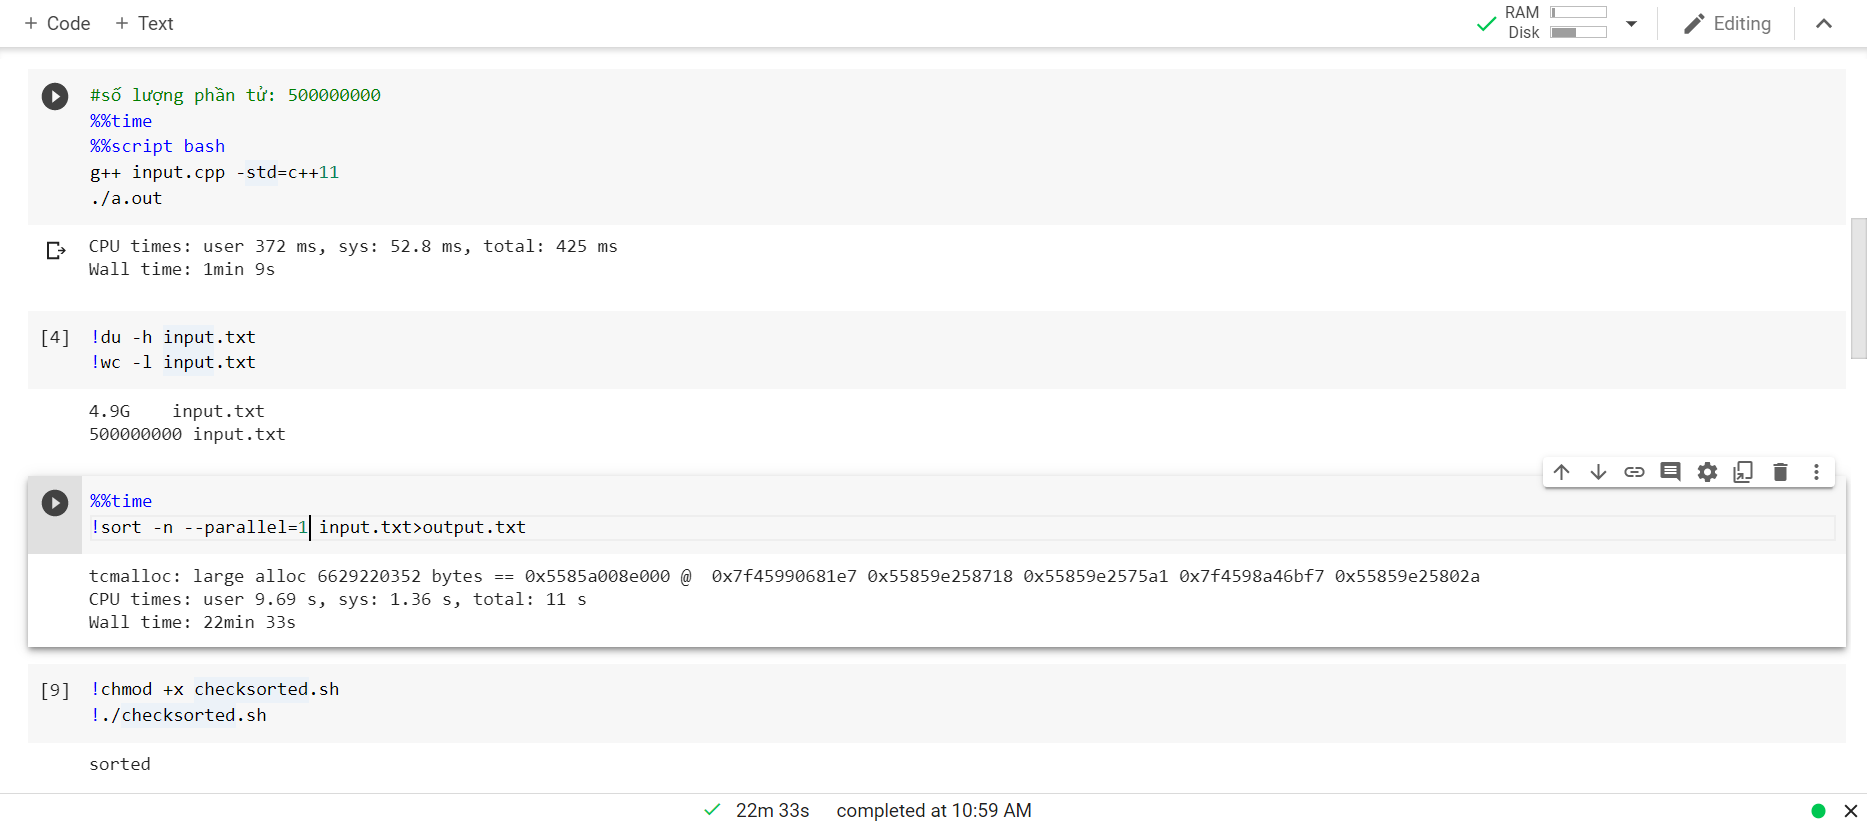 + Code + Text
RAM
Disk
Editing
#số lượng phần tử: 500000000
%%time
%%script bash
g++ input.cpp -std=c++11
./a.out
CPU times: user 372 ms, sys: 52.8 ms, total: 425 ms
Wall time: 1min 9s
[4] !du -h input.txt
!wc -l input.txt
4.9G input.txt
500000000 input.txt
%%time
!sort -n --parallel=1 input.txt>output.txt
tcmalloc: large alloc 6629220352 bytes == 0x5585a008e000 @ 0x7f45990681e7 0x55859e258718 0x55859e2575a1 0x7f4598a46bf7 0x55859e25802a
CPU times: user 9.69 s, sys: 1.36 s, total: 11 s
Wall time: 22min 33s
[9] !chmod +x checksorted.sh
!./checksorted.sh
sorted
22m 33s completed at 10:59 AM